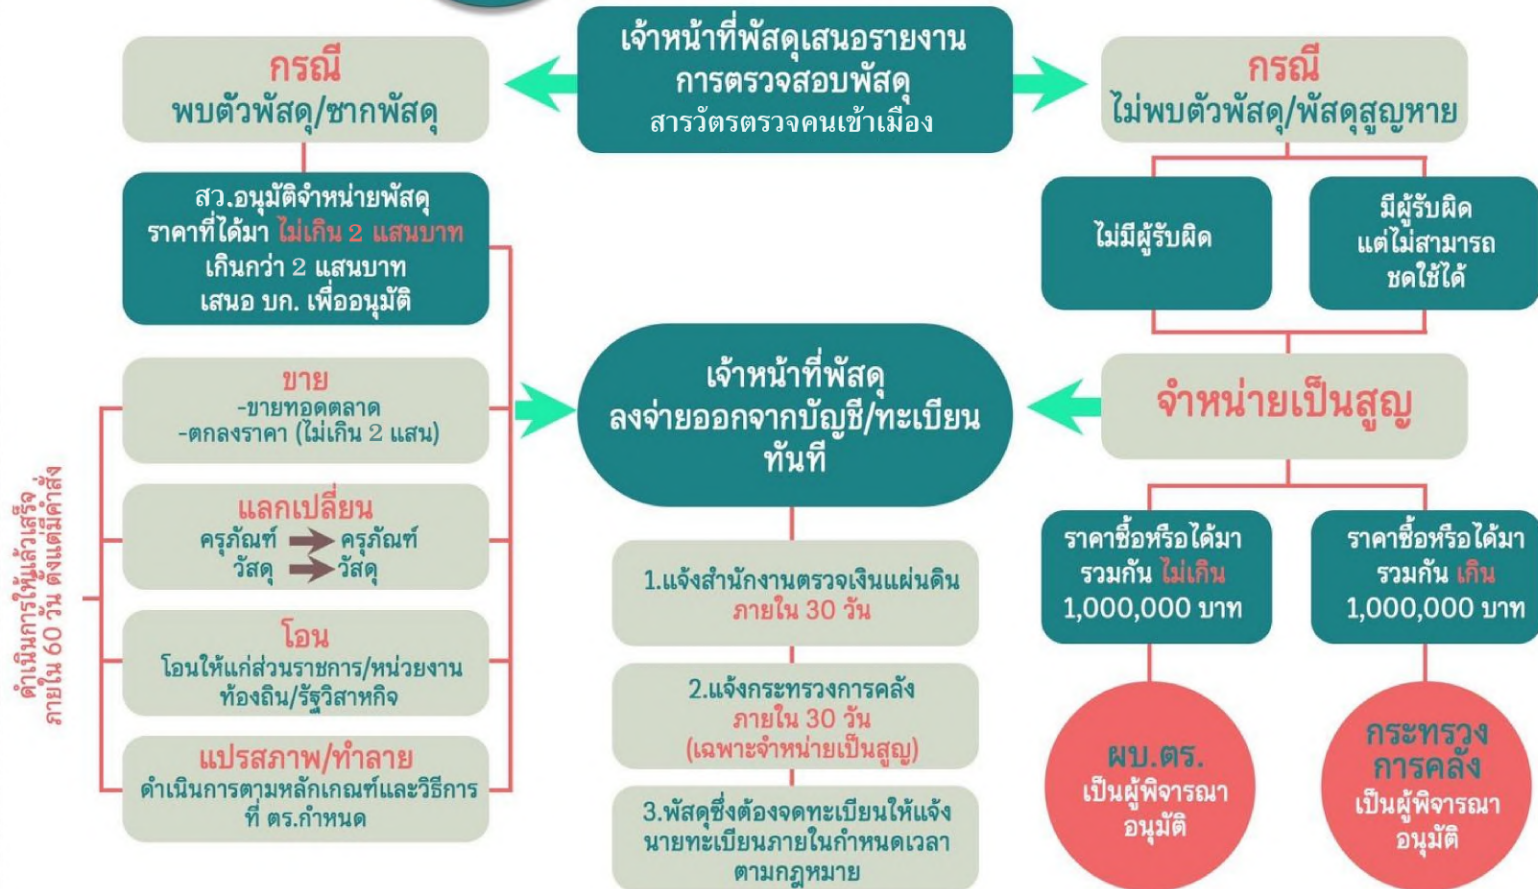 เจ้าหน้าที่พัสดุเสนอรายงาน
การตรวจสอบพัสดุ
สารวัตรตรวจคนเข้าเมือง
กรณี
พบตัวพัสดุ/ซากพัสดุ
สว.อนุมัติจำหน่ายพัสดุ
ราคาที่ได้มา ไม่เกิน 2 แสนบาท
เกินกว่า 2 แสนบาท
เสนอ บก. เพื่ออนุมัติ
ขาย
-ขายทอดตลาด
-ตกลงราคา (ไม่เกิน 2 แสน)
แลกเปลี่ยน
ครุภัณฑ์ ครุภัณฑ์
วัสดุ วัสดุ
โอน
โอนให้แก่ส่วนราชการ/หน่วยงาน
ท้องถิ่น/รัฐวิสาหกิจ
แปรสภาพ/ทำลาย
ดำเนินการตามหลักเกณฑ์และวิธีการ
ที่ ตร.กำหนด
ดำเนินการให้แล้วเสร็จ
ภายใน 60 วัน ตั้งแต่มีคำสั่ง
เจ้าหน้าที่พัสดุ
ลงจ่ายออกจากบัญชี/ทะเบียน
ทันที
1.แจ้งสำนักงานตรวจเงินแผ่นดิน
ภายใน 30 วัน
2.แจ้งกระทรวงการคลัง
ภายใน 30 วัน
(เฉพาะจำหน่ายเป็นสูญ)
3.พัสดุซึ่งต้องจดทะเบียนให้แจ้ง
นายทะเบียนภายในกำหนดเวลา
ตามกฎหมาย
กรณี
ไม่พบตัวพัสดุ/พัสดุสูญหาย
ไม่มีผู้รับผิด
มีผู้รับผิด
แต่ไม่สามารถ
ชดใช้ได้
จำหน่ายเป็นสูญ
ราคาซื้อหรือได้มา
รวมกัน ไม่เกิน
1,000,000 บาท
ราคาซื้อหรือได้มา
รวมกัน เกิน
1,000,000 บาท
ผบ.ตร.
เป็นผู้พิจารณา
อนุมัติ
กระทรวง
การคลัง
เป็นผู้พิจารณา
อนุมัติ